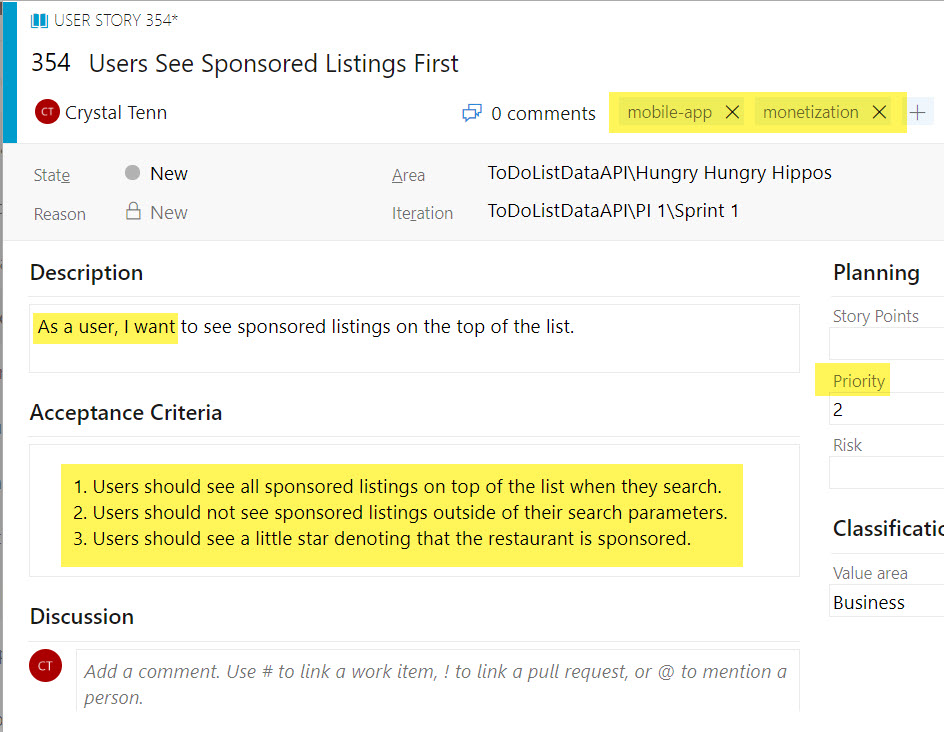 USER STORY 354*
354 Users See Sponsored Listings First
CT Crystal Tenn 0 comments mobile-app monetization
State New Area ToDoListDataAPI\Hungry Hungry Hippos
Reason New Iteration ToDoListDataAPI\PI 1\Sprint 1
Description
As a user, I want to see sponsored listings on the top of the list.
Acceptance Criteria
1. Users should see all sponsored listings on top of the list when they search.
2. Users should not see sponsored listings outside of their search parameters.
3. Users should see a little star denoting that the restaurant is sponsored.
Discussion
CT Add a comment. Use # to link a work item, ! to link a pull request, or @ to mention a
person.
Planning
Story Points
Priority
2
Risk
Classificatio
Value area
Business